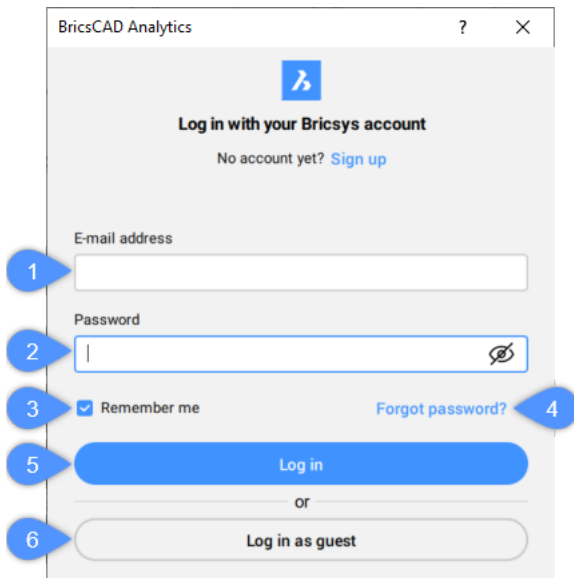 BricsCAD Analytics ? ×
Log in with your Bricsys account
No account yet? Sign up
E-mail address
1
Password
2
3 Remember me Forgot password? 4
5 Log in
or
6 Log in as guest